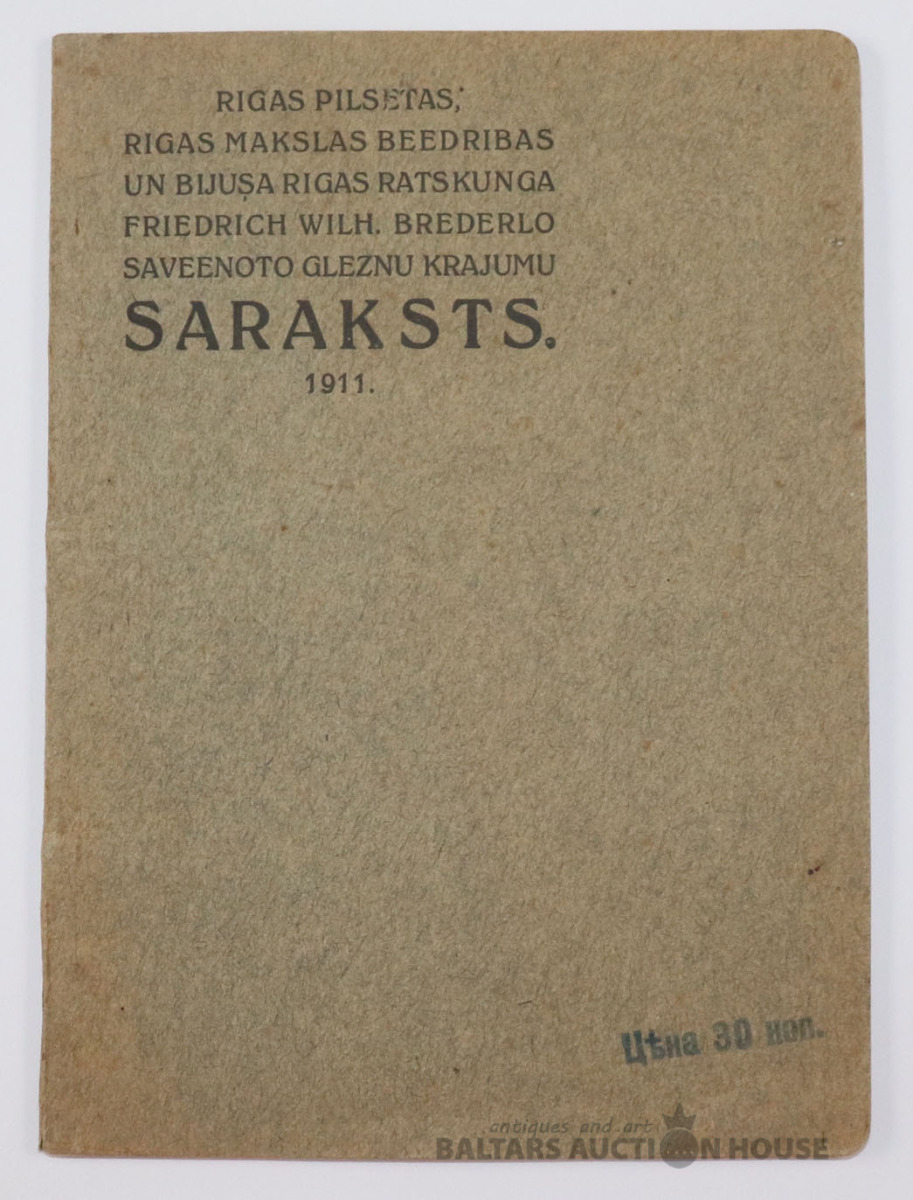 RIGAS PILSETAS,
RIGAS MAKSLAS BEEDRIBAS
UN BIJUŞA RIGAS RATSKUNGA
FRIEDRICH WILH. BREDERLO
SAVEENOTO GLEZNU KRAJUMU
SARAKSTS.
1911.
Цѣна 30 коп.
antiques and art
BALTARS AUCTION HOUSE